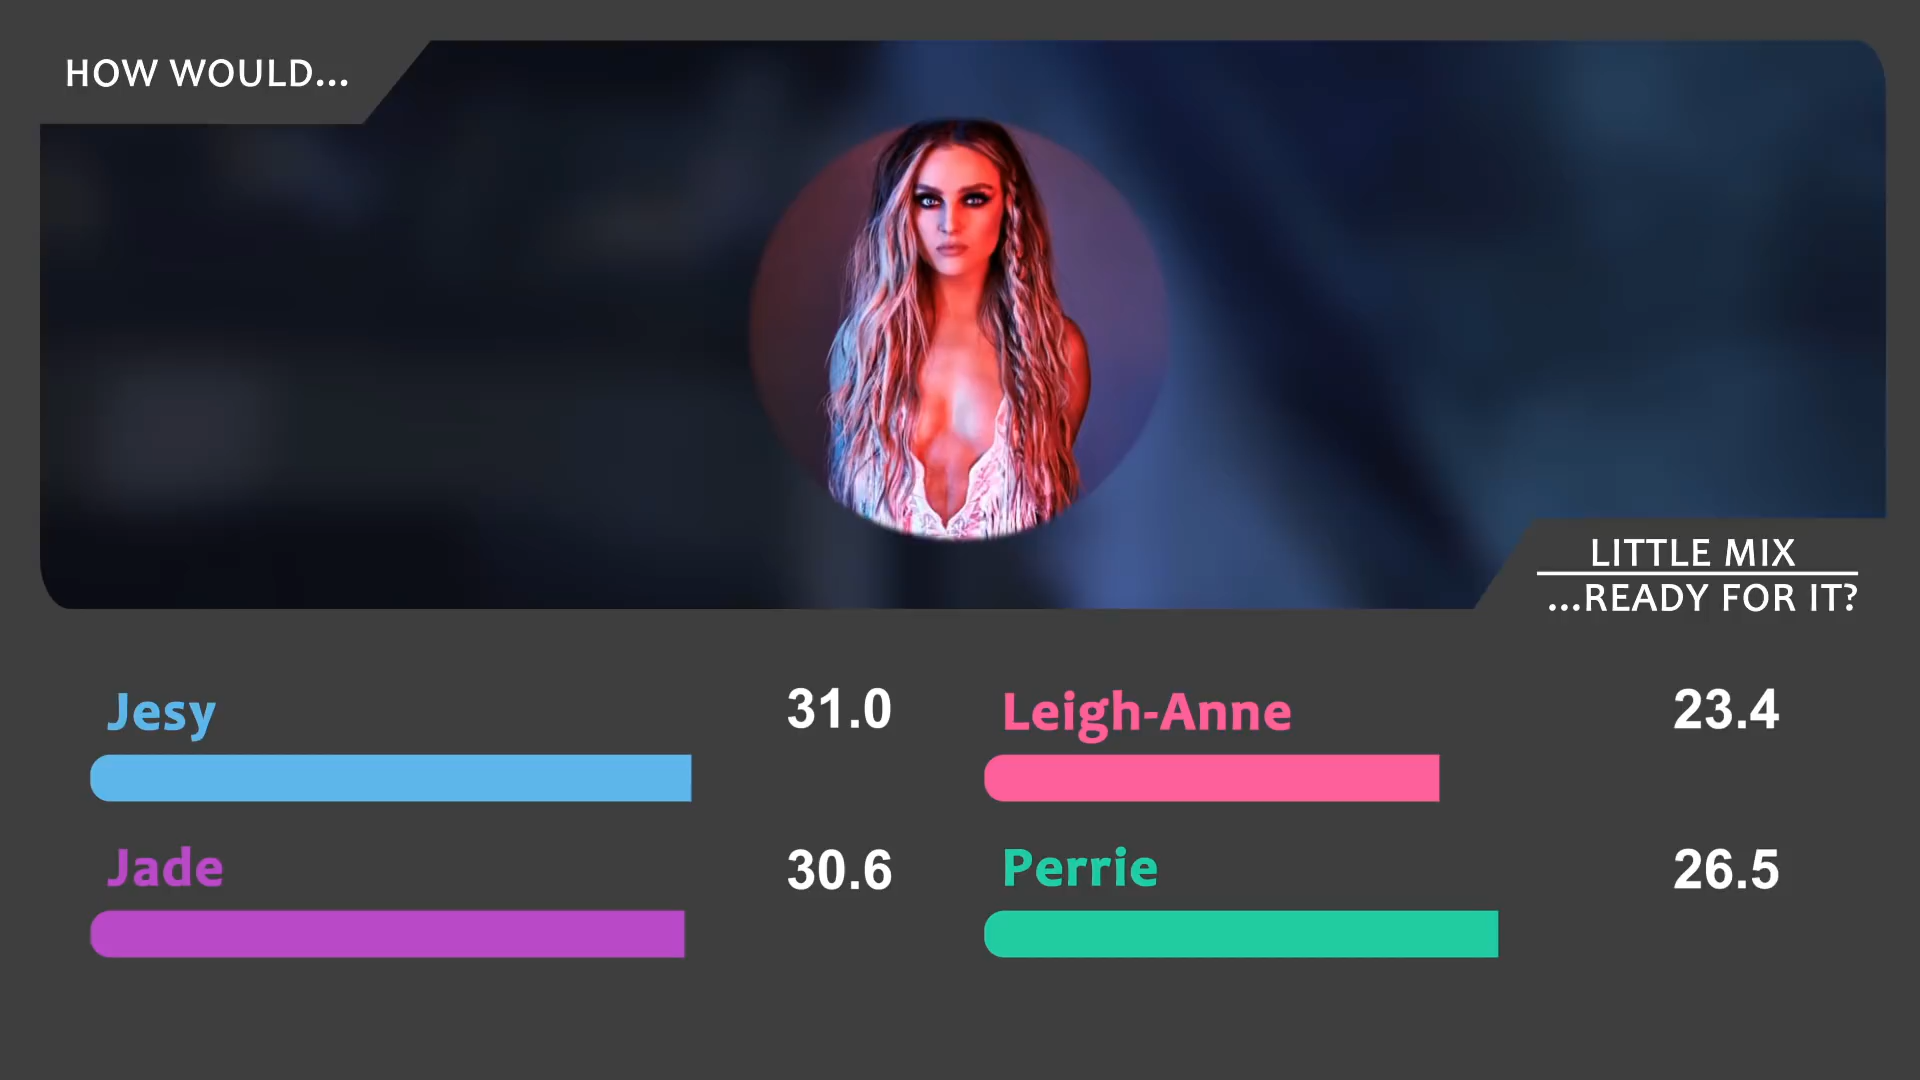 HOW WOULD...
LITTLE MIX
...READY FOR IT?
Jesy 31.0
Leigh-Anne 23.4
Jade 30.6
Perrie 26.5